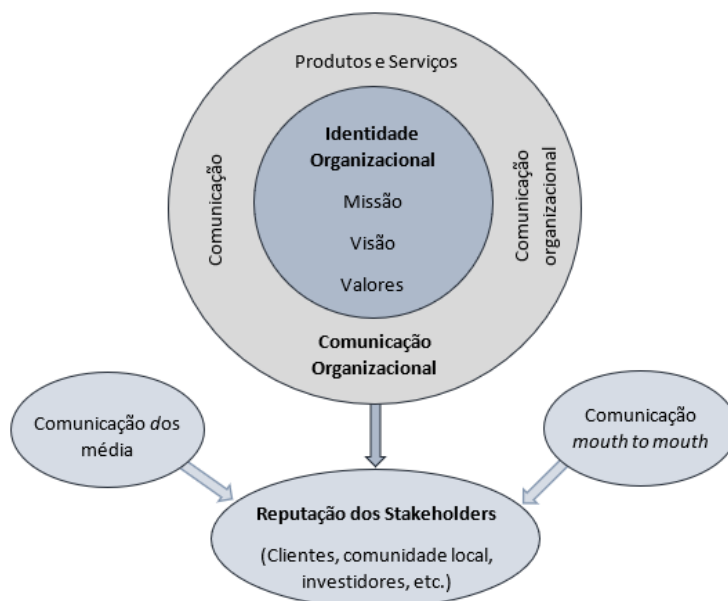 Produtos e Serviços
Identidade
Organizacional
Missão
Visão
Valores
Comunicação
Comunicação
organizacional
Comunicação
Organizacional
Comunicação dos
média
Comunicação
mouth to mouth
Reputação dos Stakeholders
(Clientes, comunidade local,
investidores, etc.)